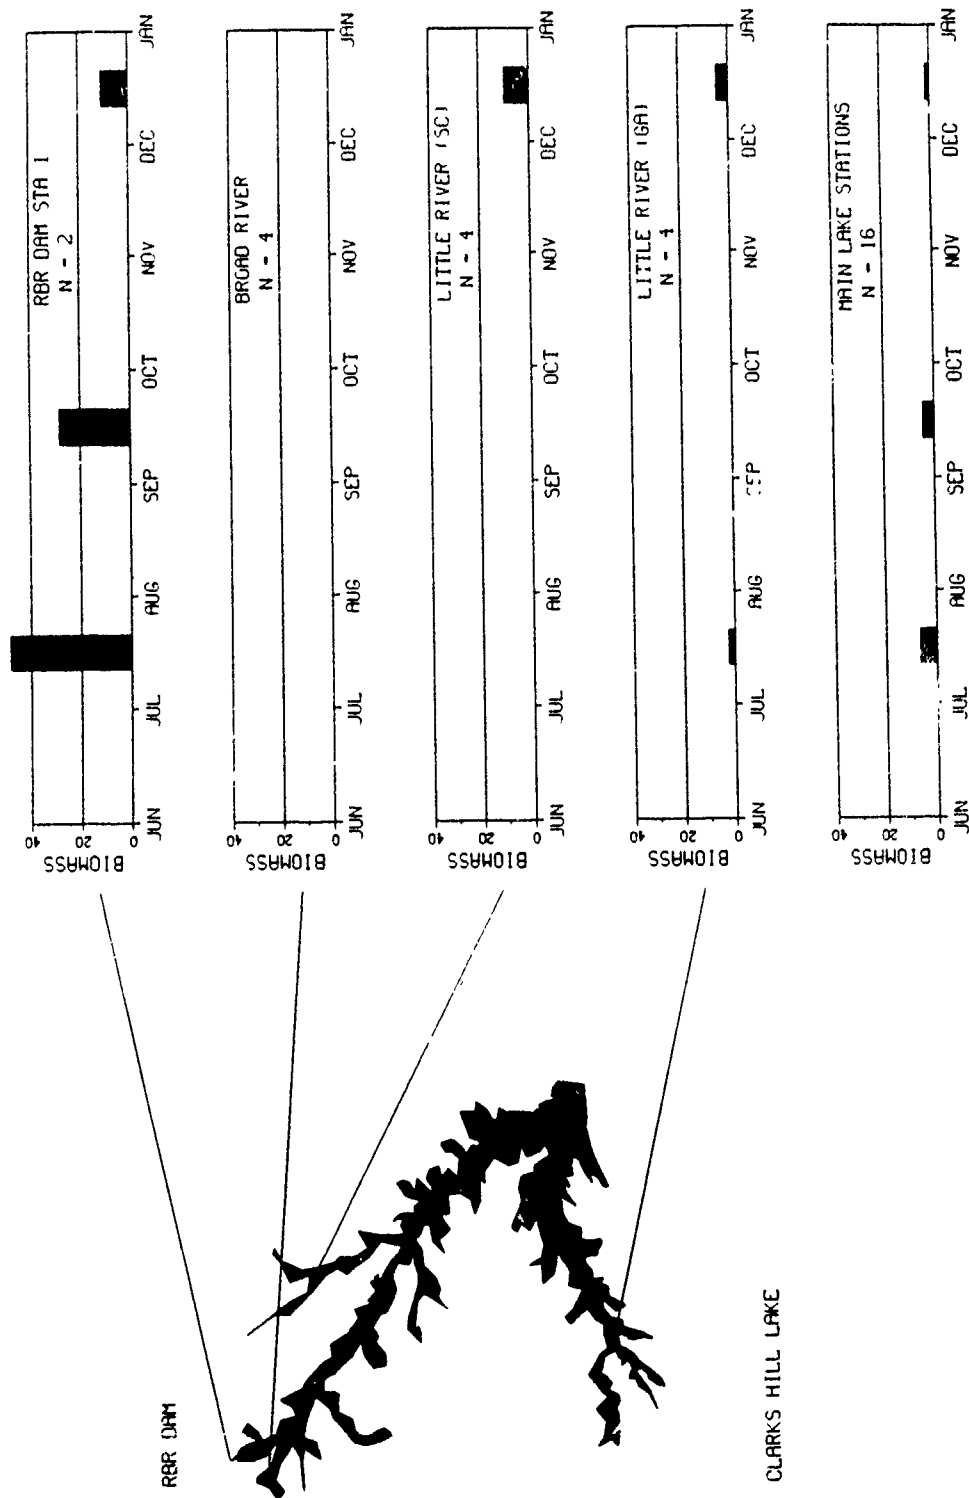 RBR DAM
CLARKS HILL LAKE
RBR DAM STA 1
N - 2
BIOMASS
40
20
0
JUN JUL AUG SEP OCT NOV DEC JAN
BROAD RIVER
N - 4
BIOMASS
40
20
0
JUN JUL AUG SEP OCT NOV DEC JAN
LITTLE RIVER (SC)
N - 4
BIOMASS
40
20
0
JUN JUL AUG SEP OCT NOV DEC JAN
LITTLE RIVER (GA)
N - 4
BIOMASS
40
20
0
JUN JUL AUG SEP OCT NOV DEC JAN
MAIN LAKE STATIONS
N - 16
BIOMASS
40
20
0
JUN JUL AUG SEP OCT NOV DEC JAN